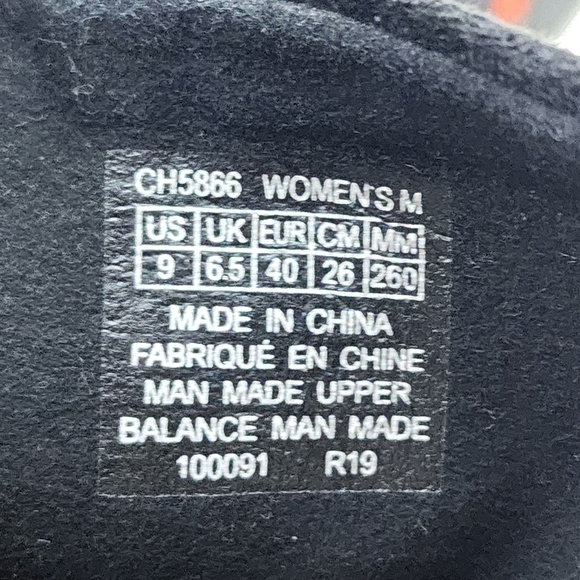 CH5866 WOMEN'S M
US UK EUR CM MM
9 6.5 40 26 260
MADE IN CHINA
FABRIQUÉ EN CHINE
MAN MADE UPPER
BALANCE MAN MADE
100091 R19